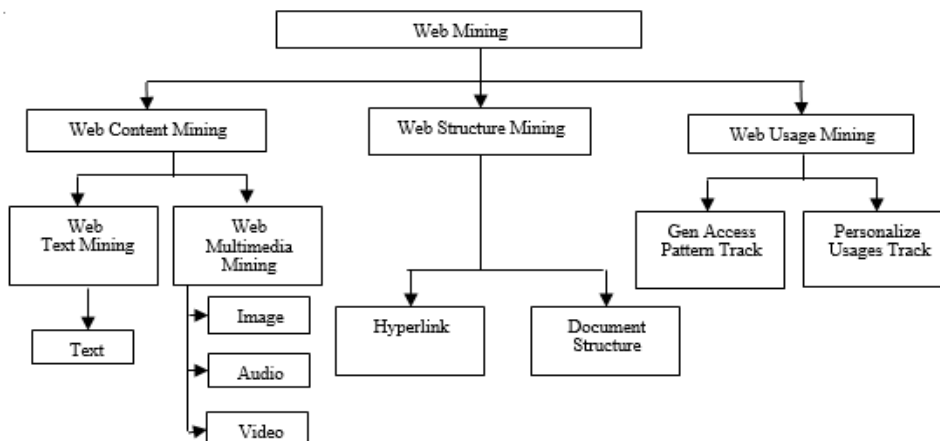 Web Mining
Web Content Mining
Web Structure Mining
Web Usage Mining
Web
Text Mining
Web
Multimedia
Mining
Gen Access
Pattern Track
Personalize
Usages Track
Image
Hyperlink
Document
Structure
Text
Audio
Video